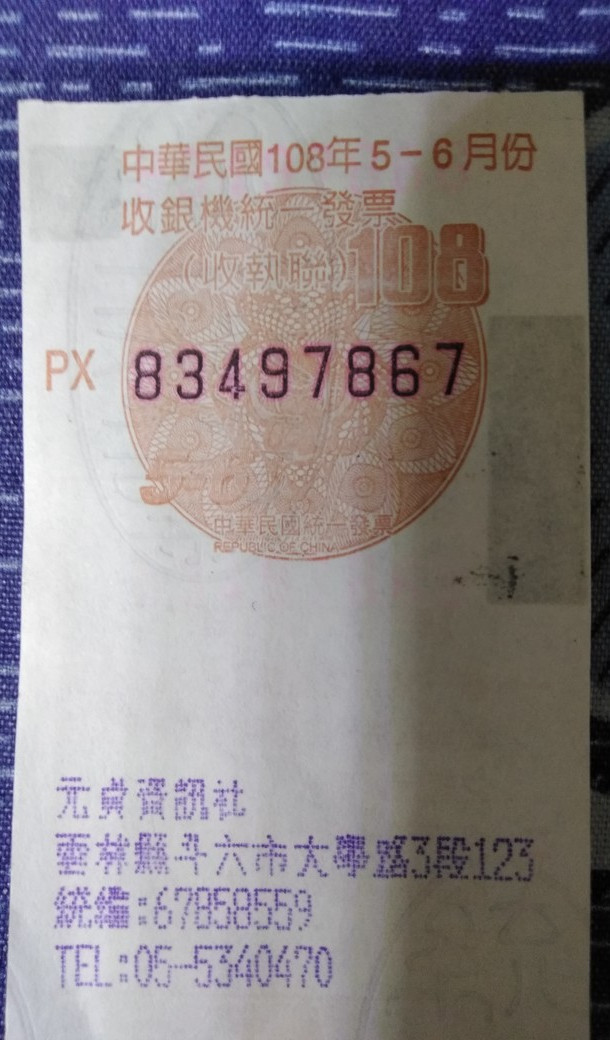 中華民國108年5-6月份
收銀機統一發票
(收執聯)108
PX 83497867
5-6
中華民國統一發票
REPUBLIC OF CHINA
元貞資訊社
雲林縣斗六市大學路3段123
統編:67858559
TEL:05-5340470